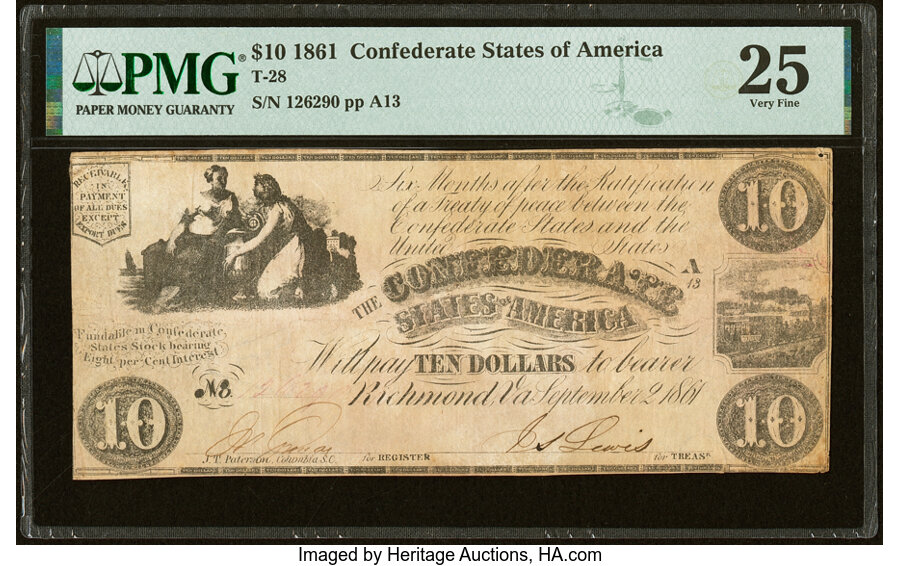 PMG® $10 1861 Confederate States of America
T-28
PAPER MONEY GUARANTY
S/N 126290 pp A13
25
Very Fine
RECEIVABLE
IN
PAYMENT
OF ALL DUES
EXCEPT
EXPORT DUES
Six Months after the Ratification
of a Treaty of peace between the
Confederate States and the
United States
10
A
13
THE CONFEDERATE
STATES OF AMERICA
Fundable in Confederate
States Stock bearing
Eight per Cent Interest
Will pay TEN DOLLARS to bearer
No.
Richmond, Va September 2 1861
10
10
J S Lewis
J T Paterson, Columbia S.C.
for REGISTER
for TREASR
Imaged by Heritage Auctions, HA.com